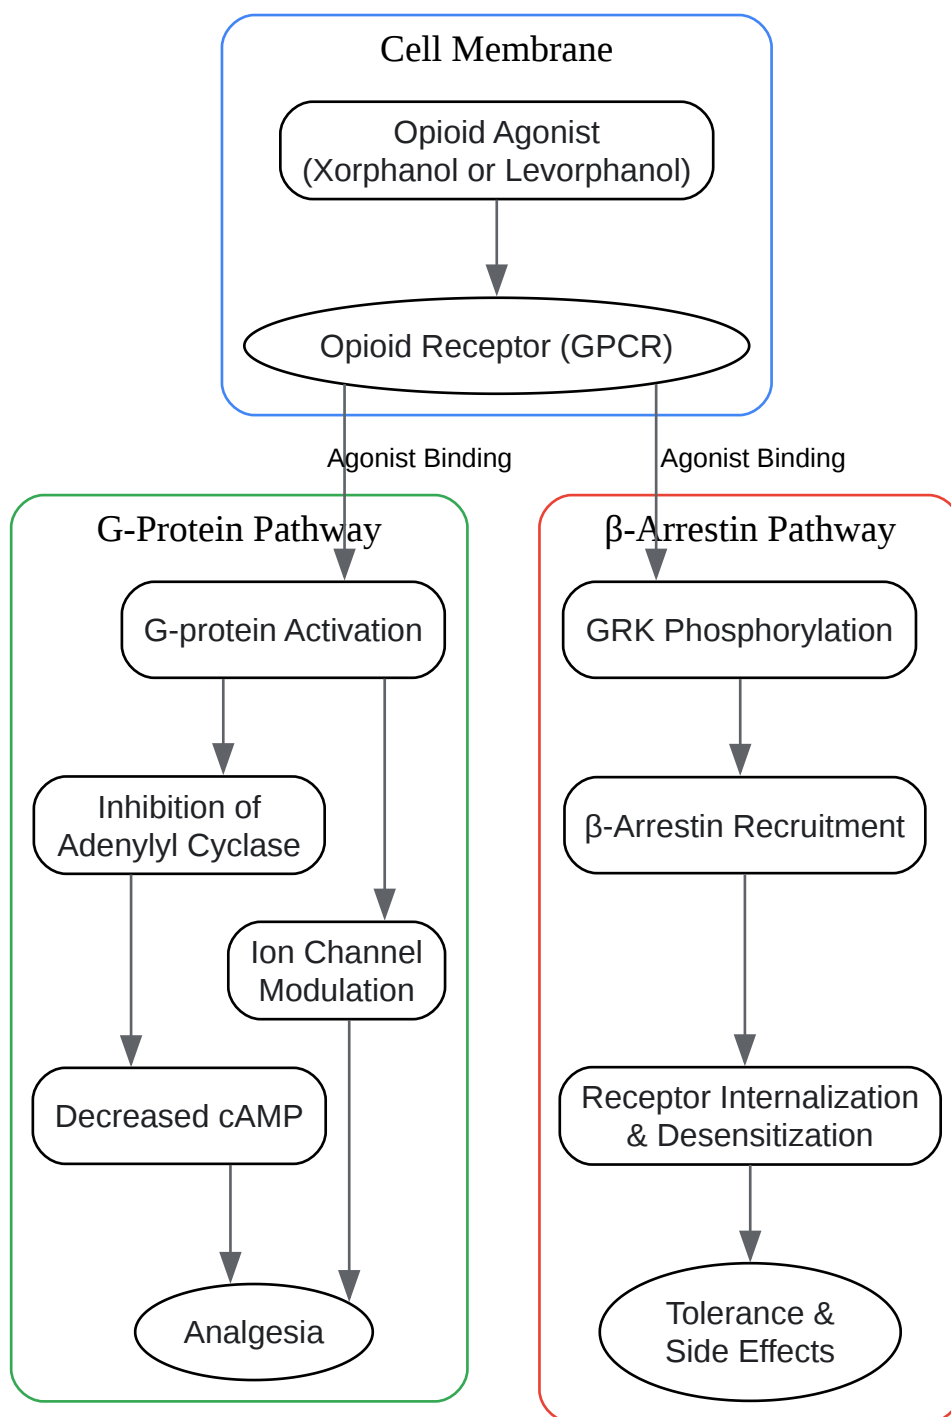 Cell Membrane
Opioid Agonist
(Xorphanol or Levorphanol)
Opioid Receptor (GPCR)
Agonist Binding
Agonist Binding
G-Protein Pathway
G-protein Activation
Inhibition of
Adenylyl Cyclase
Ion Channel
Modulation
Decreased cAMP
Analgesia
β-Arrestin Pathway
GRK Phosphorylation
β-Arrestin Recruitment
Receptor Internalization
& Desensitization
Tolerance &
Side Effects